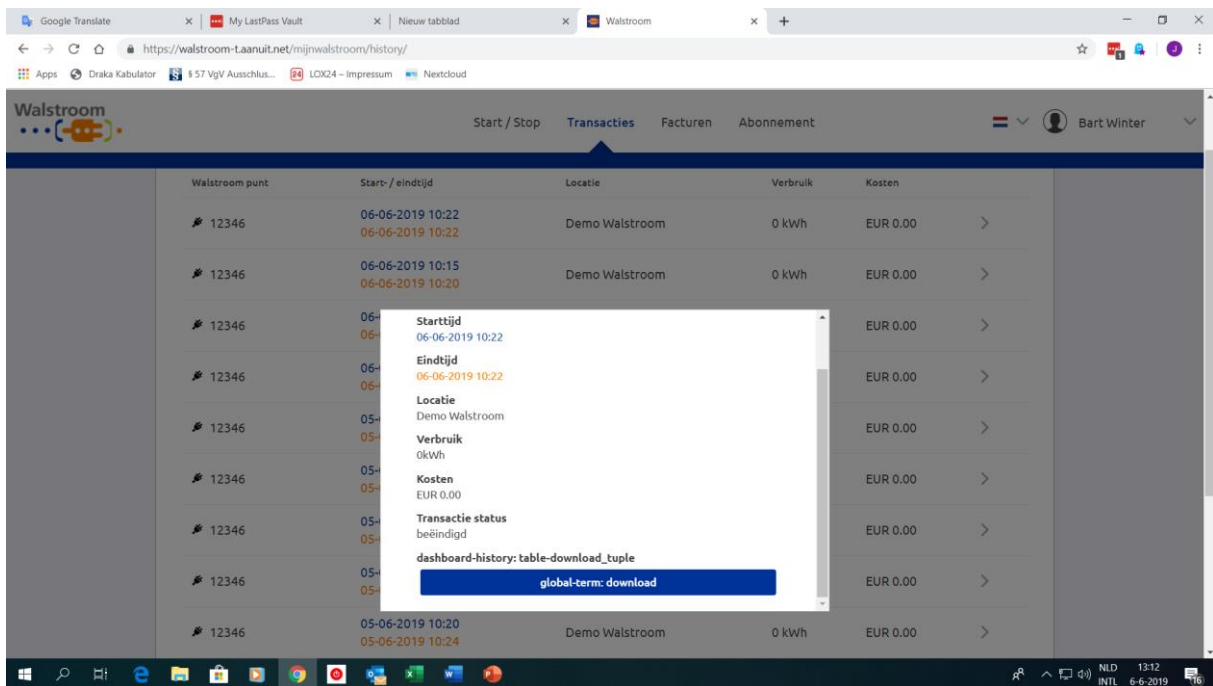 Google Translate
My LastPass Vault
Nieuw tabblad
Walstroom
https://walstroom-t.aanuit.net/mijnwalstroom/history/
1
J
Apps
Draka Kabulator
§ 57 VgV Ausschlus...
24
LOX24 – Impressum
Nextcloud
Walstroom
Start / Stop
Transacties
Facturen
Abonnement
Bart Winter
Walstroom punt Start- / eindtijd Locatie Verbruik Kosten
12346 06-06-2019 10:22 Demo Walstroom 0 kWh EUR 0.00
06-06-2019 10:22
12346 06-06-2019 10:15 Demo Walstroom 0 kWh EUR 0.00
06-06-2019 10:20
12346 EUR 0.00
12346 EUR 0.00
12346 EUR 0.00
12346 EUR 0.00
12346 EUR 0.00
12346 EUR 0.00
Starttijd
06-06-2019 10:22
Eindtijd
06-06-2019 10:22
Locatie
Demo Walstroom
Verbruik
0kWh
Kosten
EUR 0.00
Transactie status
beëindigd
dashboard-history: table-download_tuple
global-term: download
12346 05-06-2019 10:20 Demo Walstroom 0 kWh EUR 0.00
05-06-2019 10:24
NLD
INTL
13:12
6-6-2019
16